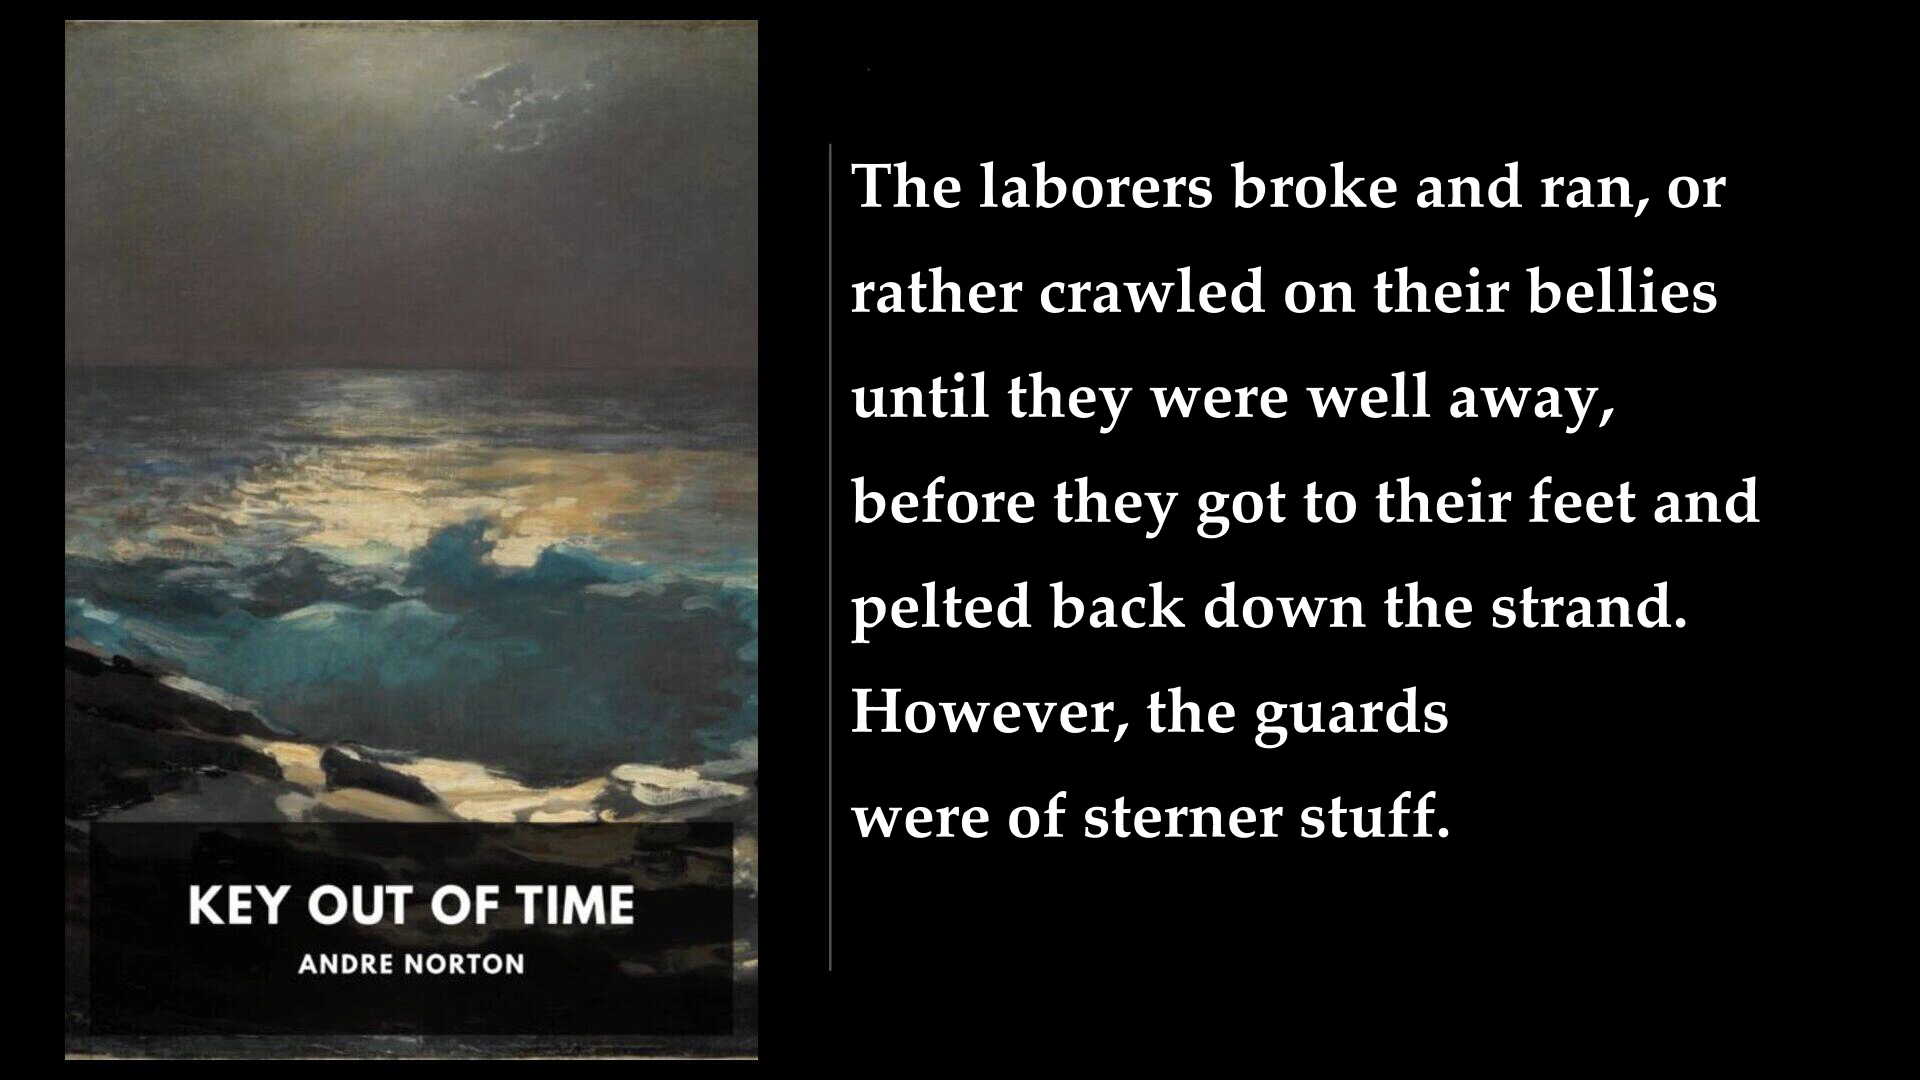 KEY OUT OF TIME
ANDRE NORTON
The laborers broke and ran, or
rather crawled on their bellies
until they were well away,
before they got to their feet and
pelted back down the strand.
However, the guards
were of sterner stuff.